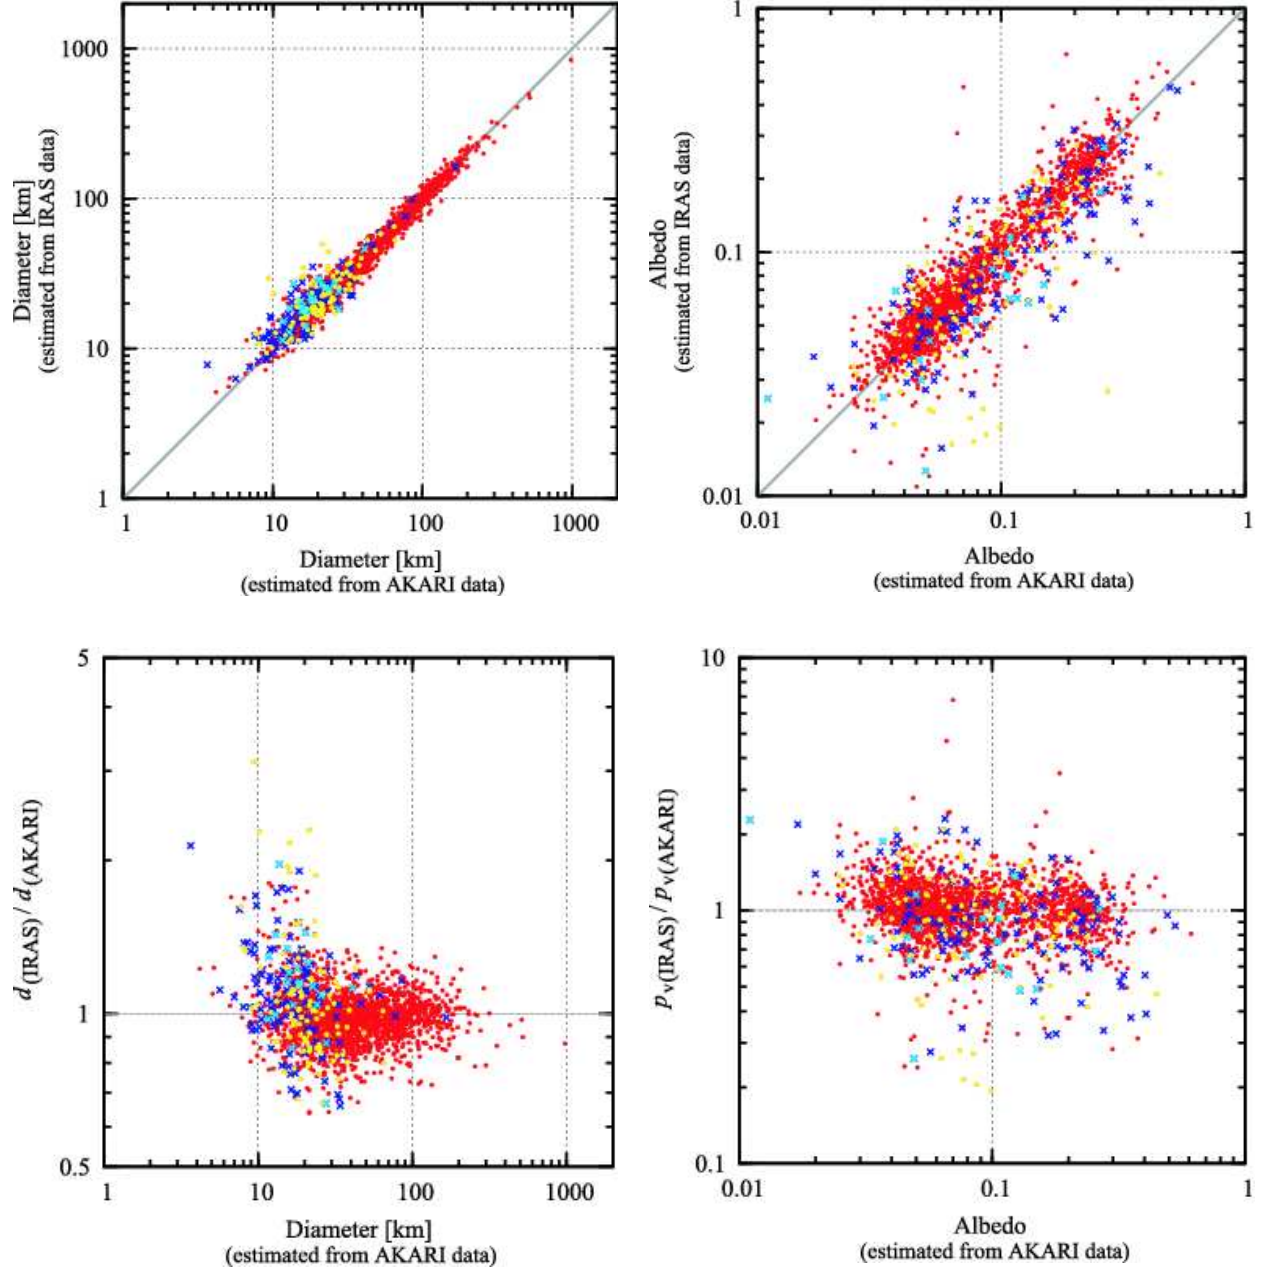 1000
100
10
1
Diameter [km]
(estimated from IRAS data)
1 10 100 1000
Diameter [km]
(estimated from AKARI data)
1
0.1
0.01
Albedo
(estimated from IRAS data)
0.01 0.1 1
Albedo
(estimated from AKARI data)
5
1
0.5
d(IRAS) / d(AKARI)
1 10 100 1000
Diameter [km]
(estimated from AKARI data)
10
1
0.1
pv(IRAS) / pv(AKARI)
0.01 0.1 1
Albedo
(estimated from AKARI data)